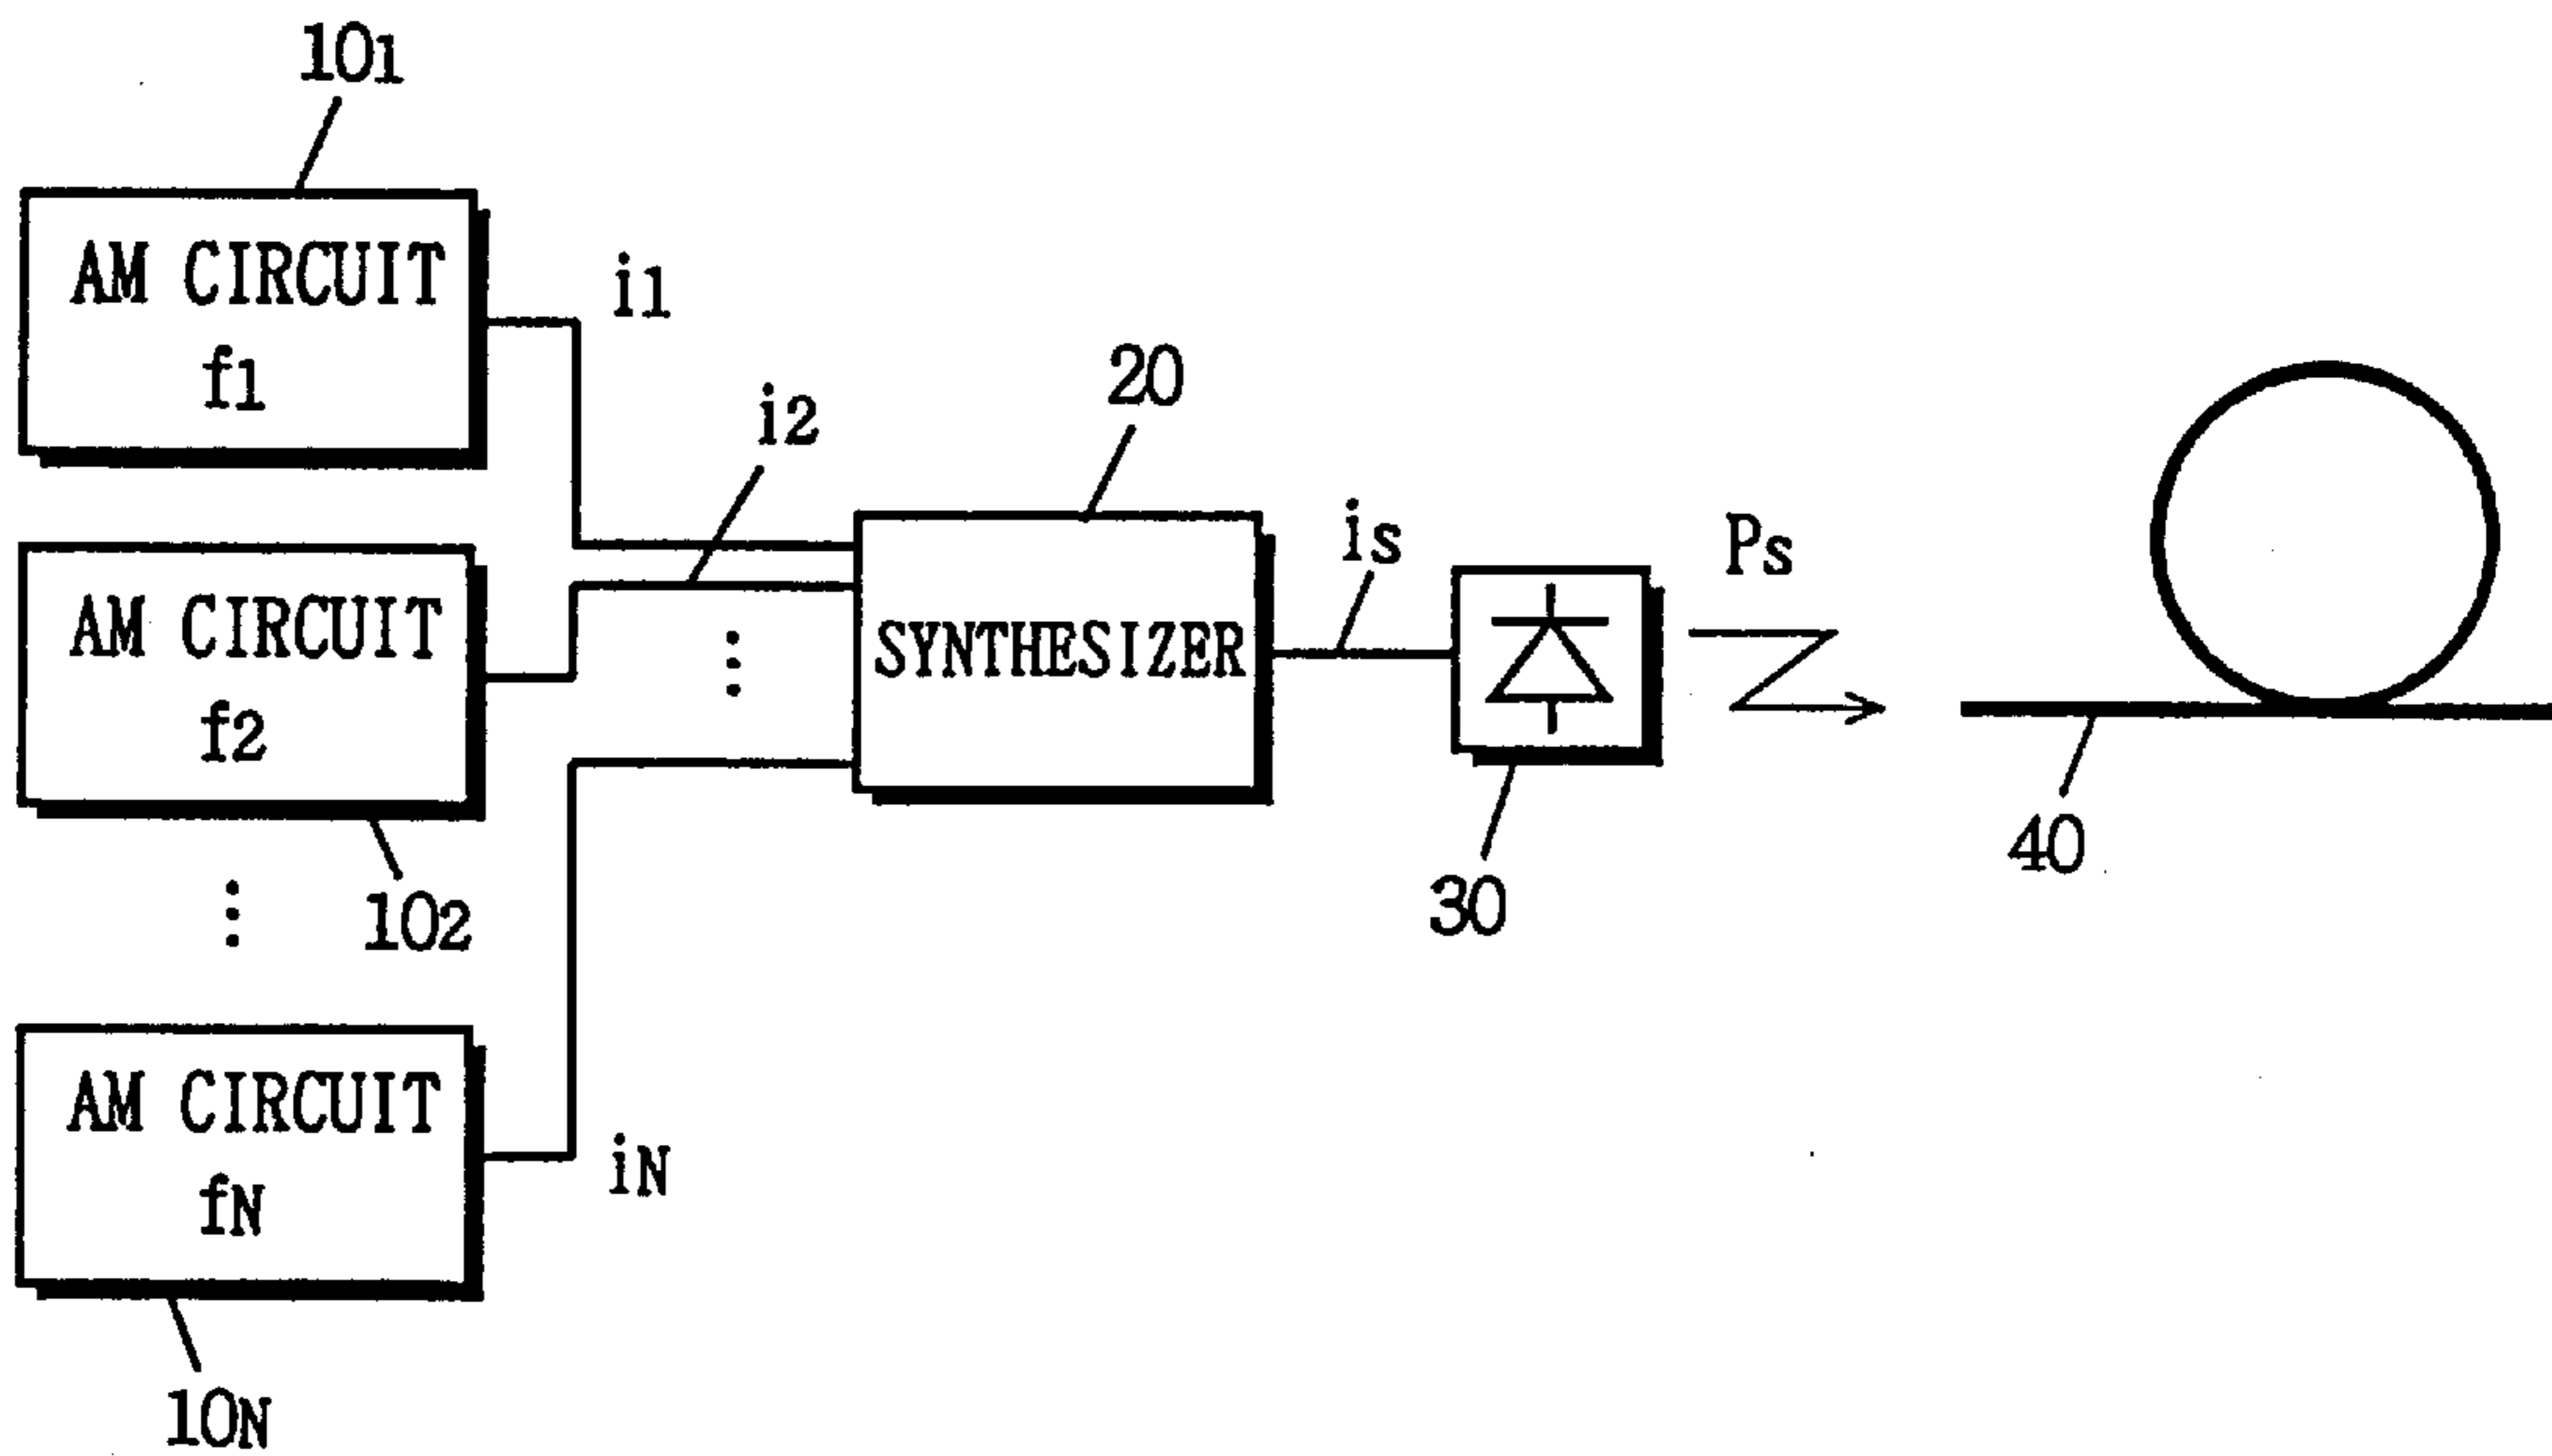 101
AM CIRCUIT
f1
i1
i2
20
AM CIRCUIT
f2
102
SYNTHESIZER
is
Ps
30
40
AM CIRCUIT
fN
iN
10N